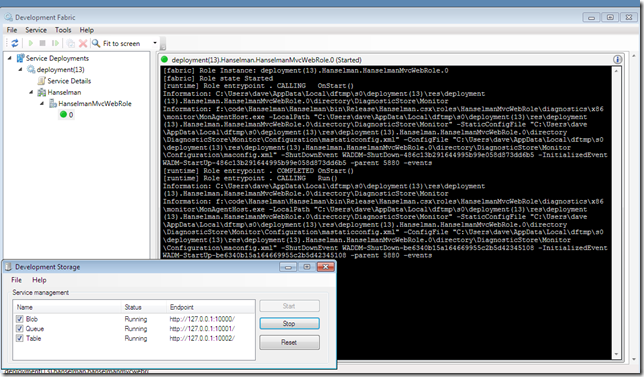 Development Fabric
File Service Tools Help
Fit to screen
Service Deployments
deployment(13)
Service Details
Hanselman
HanselmanMvcWebRole
0
deployment(13).Hanselman.HanselmanMvcWebRole.0 (Started)
[fabric] Role Instance: deployment(13).Hanselman.HanselmanMvcWebRole.0
[fabric] Role state Started
[runtime] Role entrypoint . CALLING OnStart()
Information: C:\Users\dave\AppData\Local\dftmp\s0\deployment(13)\res\deployment
(13).Hanselman.HanselmanMvcWebRole.0\directory\DiagnosticStore\Monitor
Information: f:\code\Hanselman\Hanselman\bin\Release\Hanselman.csx\roles\HanselmanMvcWebRole\diagnostics\x86
\monitor\MonAgentHost.exe -LocalPath "C:\Users\dave\AppData\Local\dftmp\s0\deployment(13)\res\deployment
(13).Hanselman.HanselmanMvcWebRole.0\directory\DiagnosticStore\Monitor" -StaticConfigFile "C:\Users\dave
\AppData\Local\dftmp\s0\deployment(13)\res\deployment(13).Hanselman.HanselmanMvcWebRole.0\directory
\DiagnosticStore\Monitor\Configuration\mastaticconfig.xml" -ConfigFile "C:\Users\dave\AppData\Local\dftmp\s0
\deployment(13)\res\deployment(13).Hanselman.HanselmanMvcWebRole.0\directory\DiagnosticStore\Monitor
\Configuration\maconfig.xml" -ShutDownEvent WADDM-ShutDown-486c13b291644995b99e058d873dd6b5 -InitializedEvent
WADDM-StartUp-486c13b291644995b99e058d873dd6b5 -parent 5880 -events
[runtime] Role entrypoint . COMPLETED OnStart()
[runtime] Role entrypoint . CALLING Run()
Information: C:\Users\dave\AppData\Local\dftmp\s0\deployment(13)\res\deployment
(13).Hanselman.HanselmanMvcWebRole.0\directory\DiagnosticStore\Monitor
Information: f:\code\Hanselman\Hanselman\bin\Release\Hanselman.csx\roles\HanselmanMvcWebRole\diagnostics\x86
\monitor\MonAgentHost.exe -LocalPath "C:\Users\dave\AppData\Local\dftmp\s0\deployment(13)\res\deployment
(13).Hanselman.HanselmanMvcWebRole.0\directory\DiagnosticStore\Monitor" -StaticConfigFile "C:\Users\dave
\AppData\Local\dftmp\s0\deployment(13)\res\deployment(13).Hanselman.HanselmanMvcWebRole.0\directory
\DiagnosticStore\Monitor\Configuration\mastaticconfig.xml" -ConfigFile "C:\Users\dave\AppData\Local\dftmp\s0
\deployment(13)\res\deployment(13).Hanselman.HanselmanMvcWebRole.0\directory\DiagnosticStore\Monitor
\Configuration\maconfig.xml" -ShutDownEvent WADDM-ShutDown-be6340b15a164669955c2b5d42345108 -InitializedEvent
WADDM-StartUp-be6340b15a164669955c2b5d42345108 -parent 5880 -events
Development Storage
File Help
Service management
Name Status Endpoint
Blob Running http://127.0.0.1:10000/
Queue Running http://127.0.0.1:10001/
Table Running http://127.0.0.1:10002/
Start
Stop
Reset